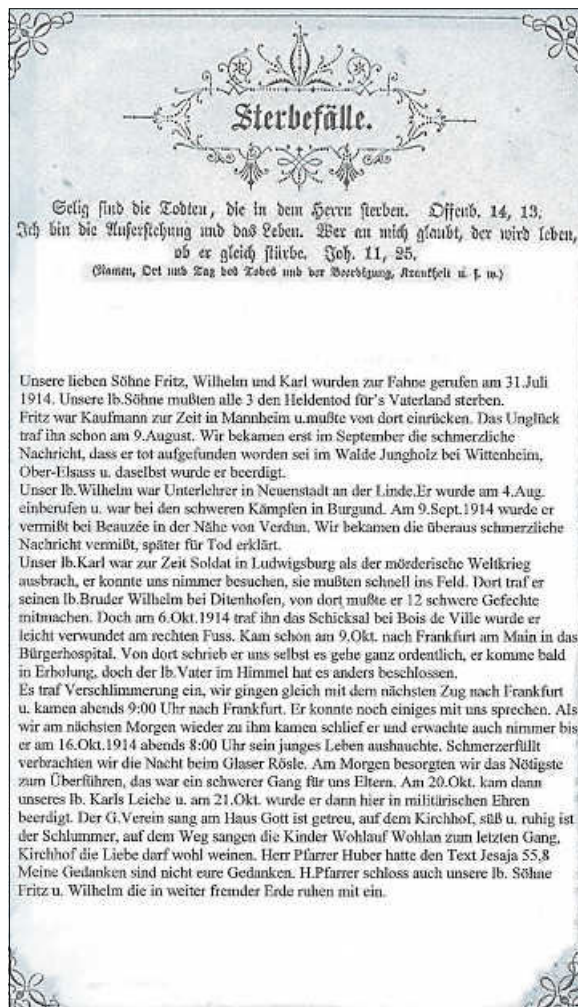 Sterbefälle.
Selig sind die Todten, die in dem Herrn sterben. Offenb. 14, 13.
Ich bin die Auferstehung und das Leben. Wer an mich glaubt, der wird leben,
ob er gleich stürbe. Joh. 11, 25.
(Namen, Ort und Tag des Todes und der Beerdigung, Krankheit u. s. w.)
Unsere lieben Söhne Fritz, Wilhelm und Karl wurden zur Fahne gerufen am 31.Juli
1914. Unsere lb.Söhne mußten alle 3 den Heldentod für's Vaterland sterben.
Fritz war Kaufmann zur Zeit in Mannheim u.mußte von dort einrücken. Das Unglück
traf ihn schon am 9.August. Wir bekamen erst im September die schmerzliche
Nachricht, dass er tot aufgefunden worden sei im Walde Jungholz bei Wittenheim,
Ober-Elsass u. daselbst wurde er beerdigt.
Unser lb.Wilhelm war Unterlehrer in Neuenstadt an der Linde.Er wurde am 4.Aug.
einberufen u. war bei den schweren Kämpfen in Burgund. Am 9.Sept.1914 wurde er
vermißt bei Beauzée in der Nähe von Verdun. Wir bekamen die überaus schmerzliche
Nachricht vermißt, später für Tod erklärt.
Unser lb.Karl war zur Zeit Soldat in Ludwigsburg als der mörderische Weltkrieg
ausbrach, er konnte uns nimmer besuchen, sie mußten schnell ins Feld. Dort traf er
seinen lb.Bruder Wilhelm bei Ditenhofen, von dort mußte er 12 schwere Gefechte
mitmachen. Doch am 6.Okt.1914 traf ihn das Schicksal bei Bois de Ville wurde er
leicht verwundet am rechten Fuss. Kam schon am 9.Okt. nach Frankfurt am Main in das
Bürgerhospital. Von dort schrieb er uns selbst es gehe ganz ordentlich, er komme bald
in Erholung, doch der lb.Vater im Himmel hat es anders beschlossen.
Es traf Verschlimmerung ein, wir gingen gleich mit dem nächsten Zug nach Frankfurt
u. kamen abends 9:00 Uhr nach Frankfurt. Er konnte noch einiges mit uns sprechen. Als
wir am nächsten Morgen wieder zu ihm kamen schlief er und erwachte auch nimmer bis
er am 16.Okt.1914 abends 8:00 Uhr sein junges Leben aushauchte. Schmerzerfüllt
verbrachten wir die Nacht beim Glaser Rösle. Am Morgen besorgten wir das Nötigste
zum Überführen, das war ein schwerer Gang für uns Eltern. Am 20.Okt. kam dann
unseres lb. Karls Leiche u. am 21.Okt. wurde er dann hier in militärischen Ehren
beerdigt. Der G.Verein sang am Haus Gott ist getreu, auf dem Kirchhof, süß u. ruhig ist
der Schlummer, auf dem Weg sangen die Kinder Wohlauf Wohlan zum letzten Gang,
Kirchhof die Liebe darf wohl weinen. Herr Pfarrer Huber hatte den Text Jesaja 55,8
Meine Gedanken sind nicht eure Gedanken. H.Pfarrer schloss auch unsere lb. Söhne
Fritz u. Wilhelm die in weiter fremder Erde ruhen mit ein.